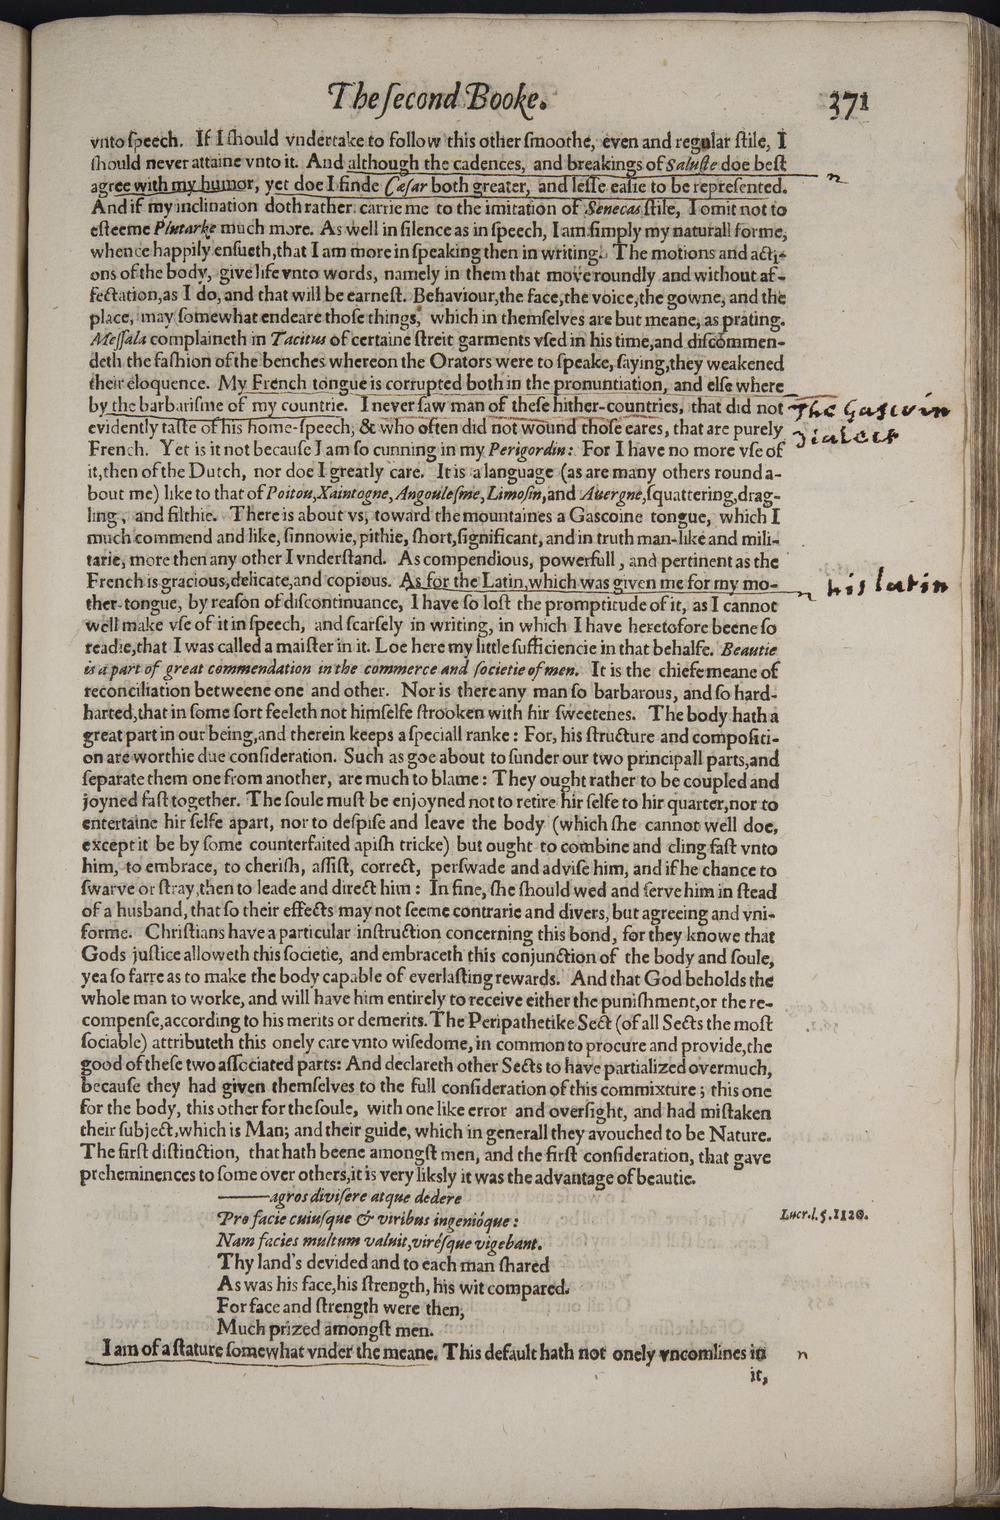 The ſecond Booke.
371
vnto ſpeech. If I ſhould vndertake to follow this other ſmoothe, even and regular ſtile, I
ſhould never attaine vnto it. And although the cadences, and breakings of Saluſte doe beſt
agree with my humor, yet doe I finde Cæſar both greater, and leſſe eaſie to be repreſented.
n
And if my inclination doth rather carrie me to the imitation of Senecas ſtile, I omit not to
eſteeme Plutarke much more. As well in ſilence as in ſpeech, I am ſimply my naturall forme,
whence happily enſueth, that I am more in ſpeaking then in writing. The motions and acti-
ons of the body, give life vnto words, namely in them that move roundly and without af-
fectation, as I do, and that will be earneſt. Behaviour, the face, the voice, the gowne, and the
place, may ſomewhat endeare thoſe things, which in themſelves are but meane, as prating.
Meſſala complaineth in Tacitus of certaine ſtreit garments vſed in his time, and diſcommen-
deth the faſhion of the benches whereon the Orators were to ſpeake, ſaying, they weakened
their eloquence. My French tongue is corrupted both in the pronuntiation, and elſe where
by the barbariſme of my countrie. I never ſaw man of theſe hither-countries, that did not
The Gascoin
evidently taſte of his home-ſpeech, & who often did not wound thoſe eares, that are purely
Dialect
French. Yet is it not becauſe I am ſo cunning in my Perigordin: For I have no more vſe of
it, then of the Dutch, nor doe I greatly care. It is a language (as are many others round a-
bout me) like to that of Poitou, Xaintogne, Angouleſme, Limoſin, and Auergne, ſquattering, drag-
ling, and filthie. There is about vs, toward the mountaines a Gascoine tongue, which I
much commend and like, ſinnowie, pithie, ſhort, ſignificant, and in truth man-like and mili-
tarie, more then any other I vnderſtand. As compendious, powerfull, and pertinent as the
French is gracious, delicate, and copious. As for the Latin, which was given me for my mo-
n his latin
ther-tongue, by reaſon of diſcontinuance, I have ſo loſt the promptitude of it, as I cannot
well make vſe of it in ſpeech, and ſcarſely in writing, in which I have heretofore beene ſo
readie, that I was called a maiſter in it. Loe here my little ſufficiencie in that behalfe. Beautie
is a part of great commendation in the commerce and ſocietie of men. It is the chiefe meane of
reconciliation betweene one and other. Nor is there any man ſo barbarous, and ſo hard-
harted, that in ſome ſort feeleth not himſelfe ſtrooken with hir ſweetenes. The body hath a
great part in our being, and therein keeps a ſpeciall ranke: For, his ſtructure and compoſiti-
on are worthie due conſideration. Such as goe about to ſunder our two principall parts, and
ſeparate them one from another, are much to blame: They ought rather to be coupled and
joyned faſt together. The ſoule muſt be enjoyned not to retire hir ſelfe to hir quarter, nor to
entertaine hir ſelfe apart, nor to deſpiſe and leave the body (which ſhe cannot well doe,
except it be by ſome counterfaited apiſh tricke) but ought to combine and cling faſt vnto
him, to embrace, to cheriſh, aſſiſt, correct, perſwade and adviſe him, and if he chance to
ſwarve or ſtray, then to leade and direct him: In fine, ſhe ſhould wed and ſerve him in ſtead
of a husband, that ſo their effects may not ſeeme contrarie and divers, but agreeing and vni-
forme. Chriſtians have a particular inſtruction concerning this bond, for they knowe that
Gods juſtice alloweth this ſocietie, and embraceth this conjunction of the body and ſoule,
yea ſo farre as to make the body capable of everlaſting rewards. And that God beholds the
whole man to worke, and will have him entirely to receive either the puniſhment, or the re-
compenſe, according to his merits or demerits. The Peripathetike Sect (of all Sects the moſt
ſociable) attributeth this onely care vnto wiſedome, in common to procure and provide, the
good of theſe two aſſociated parts: And declareth other Sects to have partialized overmuch,
becauſe they had given themſelves to the full conſideration of this commixture; this one
for the body, this other for the ſoule, with one like error and overſight, and had miſtaken
their ſubject, which is Man; and their guide, which in generall they avouched to be Nature.
The firſt diſtinction, that hath beene amongſt men, and the firſt conſideration, that gave
preheminences to ſome over others, it is very liksly it was the advantage of beautie.
——agros diviſere atque dedere
Pro facie cuiuſque & viribus ingenióque:
Lucr. l. 5. 1120.
Nam facies multum valuit, viréſque vigebant.
Thy land's devided and to each man ſhared
As was his face, his ſtrength, his wit compared.
For face and ſtrength were then,
Much prized amongſt men.
I am of a ſtature ſomewhat vnder the meane. This default hath not onely vncomlines in
n
it,